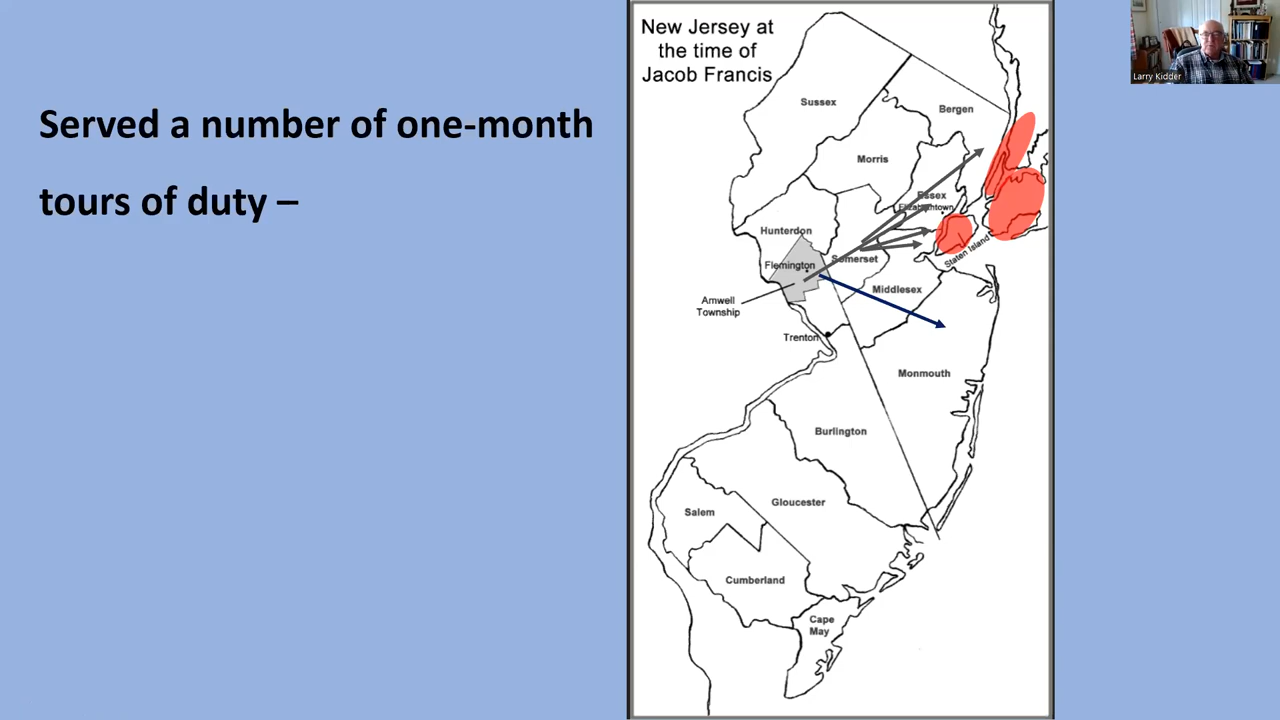 Served a number of one-month
tours of duty –
New Jersey at
the time of
Jacob Francis
Sussex
Bergen
Morris
Essex
Elizabethtown
Hunterdon
Somerset
Flemington
Staten Island
Middlesex
Amwell
Township
Trenton
Monmouth
Burlington
Gloucester
Salem
Cumberland
Cape
May
Larry Kidder